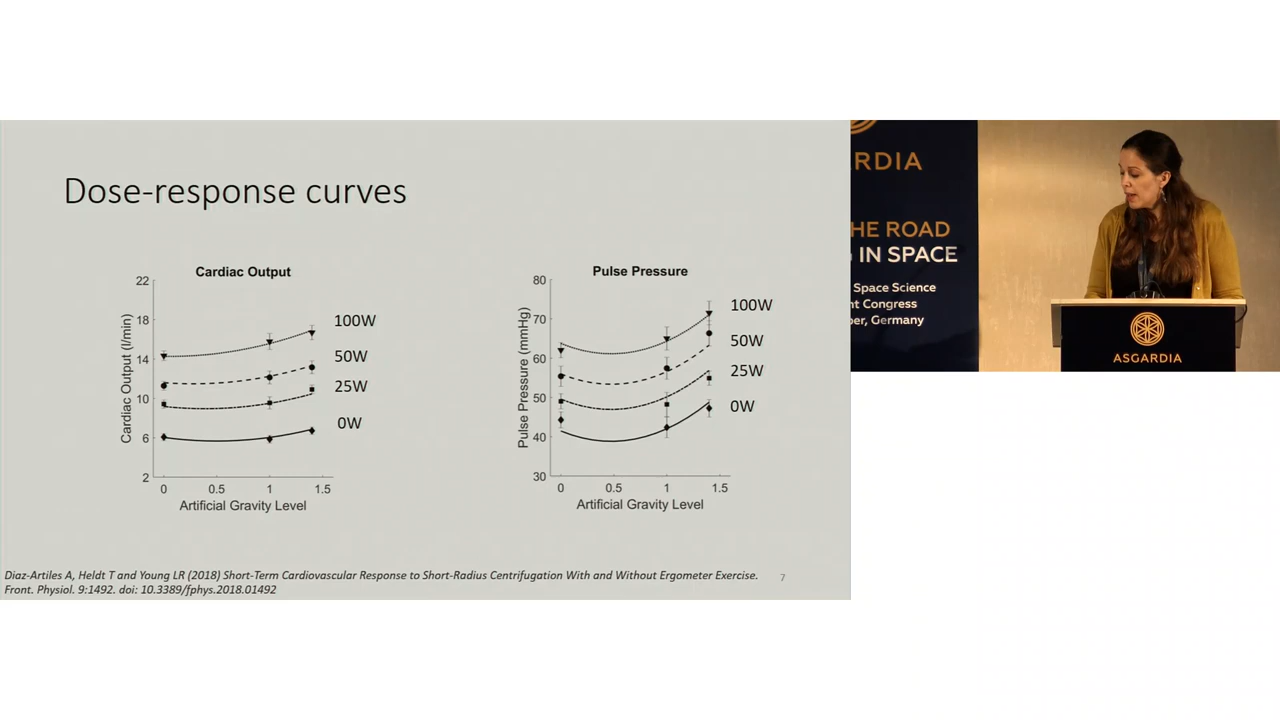 Dose-response curves
Cardiac Output
22
18
14
10
6
2
Cardiac Output (l/min)
100W
50W
25W
0W
0 0.5 1 1.5
Artificial Gravity Level
Pulse Pressure
80
70
60
50
40
30
Pulse Pressure (mmHg)
100W
50W
25W
0W
0 0.5 1 1.5
Artificial Gravity Level
Diaz-Artiles A, Heldt T and Young LR (2018) Short-Term Cardiovascular Response to Short-Radius Centrifugation With and Without Ergometer Exercise.
Front. Physiol. 9:1492. doi: 10.3389/fphys.2018.01492
7
RDIA
HE ROAD
IN SPACE
Space Science
nt Congress
er, Germany
ASGARDIA